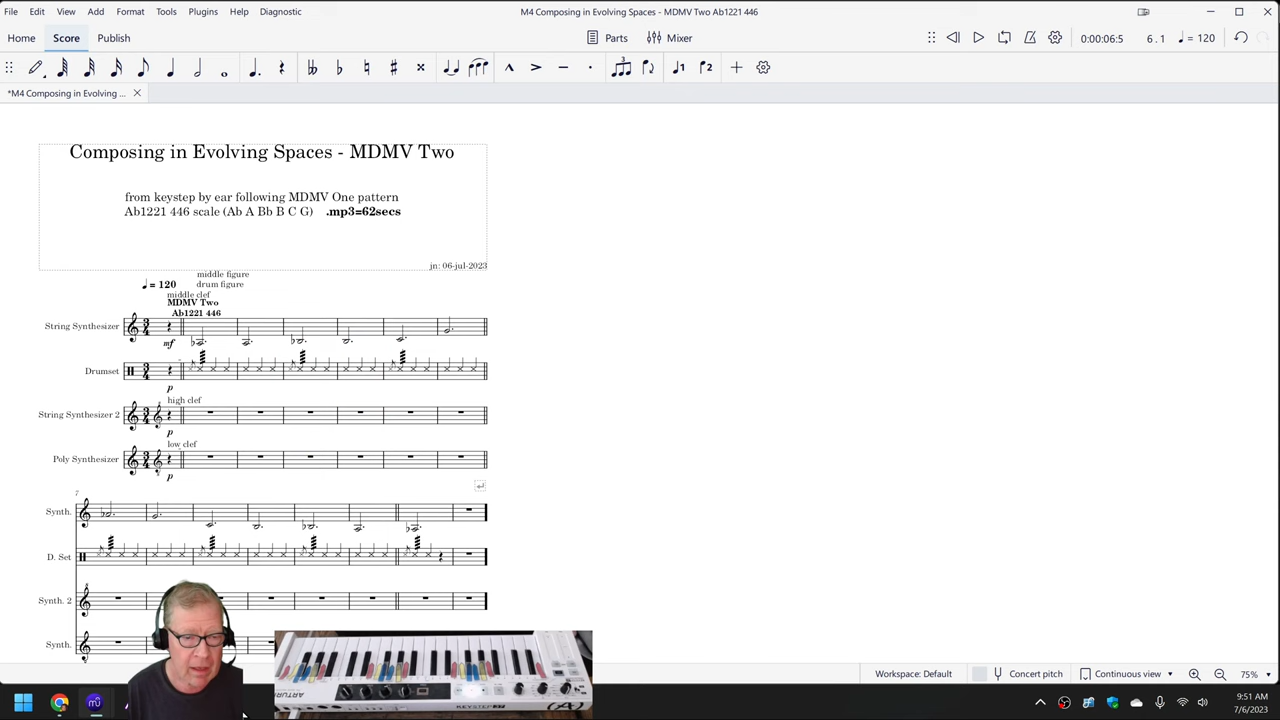 File Edit View Add Format Tools Plugins Help Diagnostic
M4 Composing in Evolving Spaces - MDMV Two Ab1221 446
Home Score Publish
Parts Mixer
0:00:06:5 6 . 1 = 120
*M4 Composing in Evolving ...
Composing in Evolving Spaces - MDMV Two
from keystep by ear following MDMV One pattern
Ab1221 446 scale (Ab A Bb B C G) .mp3=62secs
jn: 06-jul-2023
middle figure
= 120 drum figure
middle clef
MDMV Two
Ab1221 446
String Synthesizer
mf
Drumset
p
high clef
String Synthesizer 2
p
low clef
Poly Synthesizer
p
7
Synth.
D. Set
Synth. 2
Synth.
ARTURIA
KEYSTEP 37
Workspace: Default Concert pitch Continuous view 75%
9:51 AM
7/6/2023